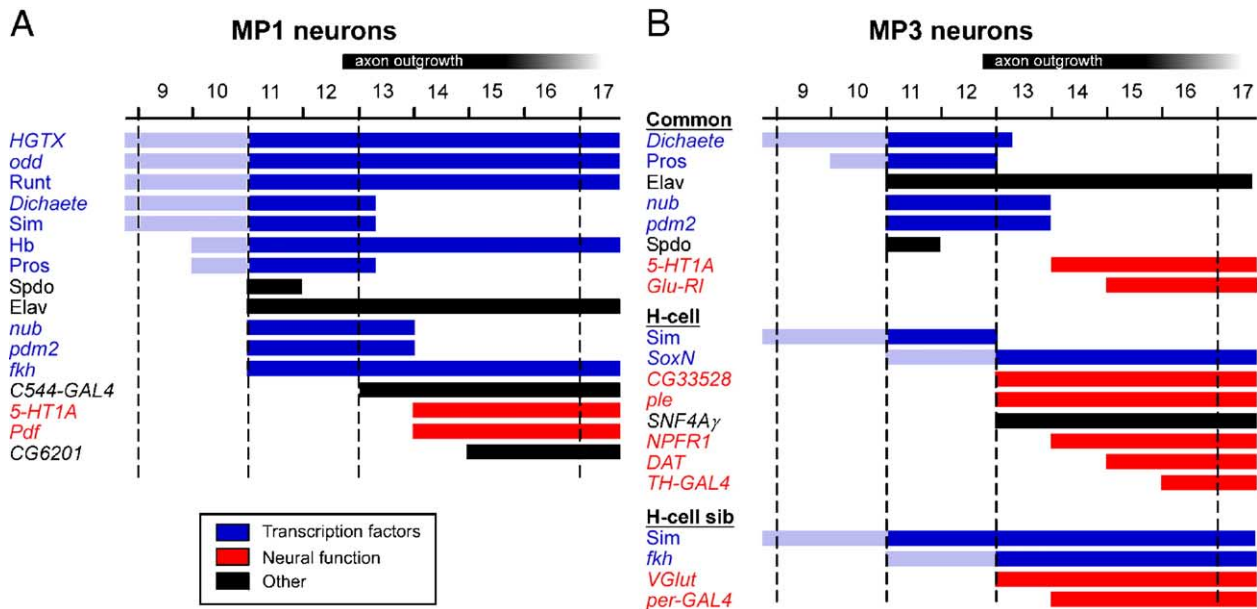 A
MP1 neurons
axon outgrowth
9 10 11 12 13 14 15 16 17
HGTX
odd
Runt
Dichaete
Sim
Hb
Pros
Spdo
Elav
nub
pdm2
fkh
C544-GAL4
5-HT1A
Pdf
CG6201
Transcription factors
Neural function
Other
B
MP3 neurons
axon outgrowth
9 10 11 12 13 14 15 16 17
Common
Dichaete
Pros
Elav
nub
pdm2
Spdo
5-HT1A
Glu-RI
H-cell
Sim
SoxN
CG33528
ple
SNF4Aγ
NPFR1
DAT
TH-GAL4
H-cell sib
Sim
fkh
VGlut
per-GAL4